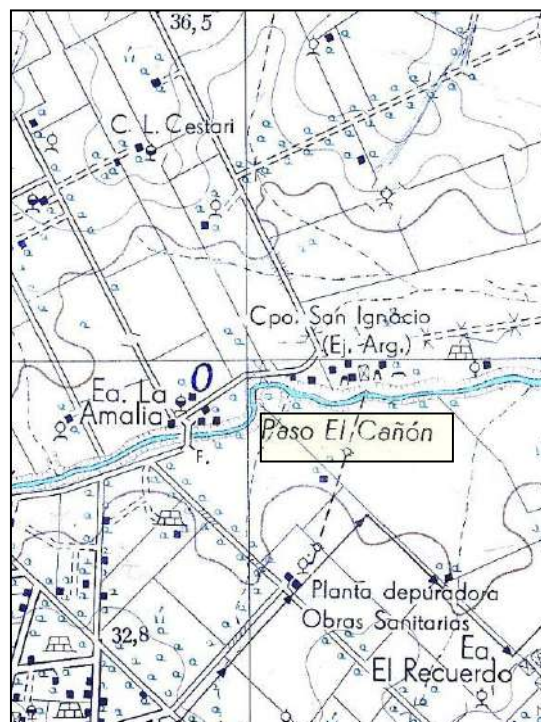 36,5
C. L. Cestari
Cpo. San Ignacio
(Ej. Arg.)
O
Ea. La
Amalia
Paso El Cañón
F.
Planta depuradora
Obras Sanitarias
32,8
Ea
El Recuerdo